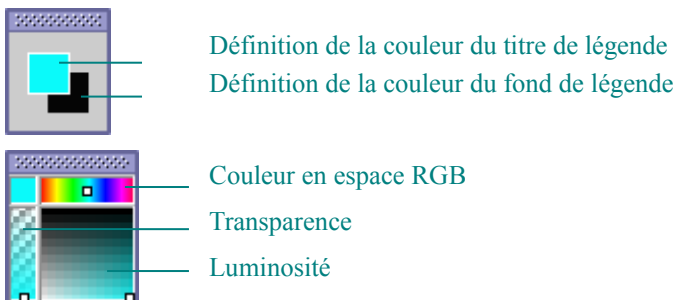 Définition de la couleur du titre de légende
Définition de la couleur du fond de légende
Couleur en espace RGB
Transparence
Luminosité